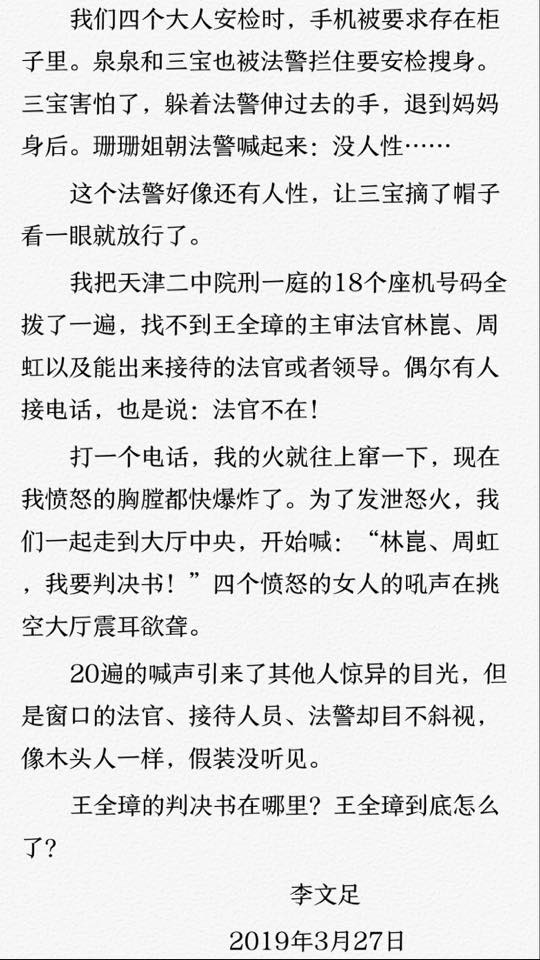 我们四个大人安检时，手机被要求存在柜
子里。泉泉和三宝也被法警拦住要安检搜身。
三宝害怕了，躲着法警伸过去的手，退到妈妈
身后。珊珊姐朝法警喊起来：没人性……
这个法警好像还有人性，让三宝摘了帽子
看一眼就放行了。
我把天津二中院刑一庭的18个座机号码全
拨了一遍，找不到王全璋的主审法官林崑、周
虹以及能出来接待的法官或者领导。偶尔有人
接电话，也是说：法官不在！
打一个电话，我的火就往上窜一下，现在
我愤怒的胸膛都快爆炸了。为了发泄怒火，我
们一起走到大厅中央，开始喊：“林崑、周虹
，我要判决书！”四个愤怒的女人的吼声在挑
空大厅震耳欲聋。
20遍的喊声引来了其他人惊异的目光，但
是窗口的法官、接待人员、法警却目不斜视，
像木头人一样，假装没听见。
王全璋的判决书在哪里？王全璋到底怎么
了？
李文足
2019年3月27日